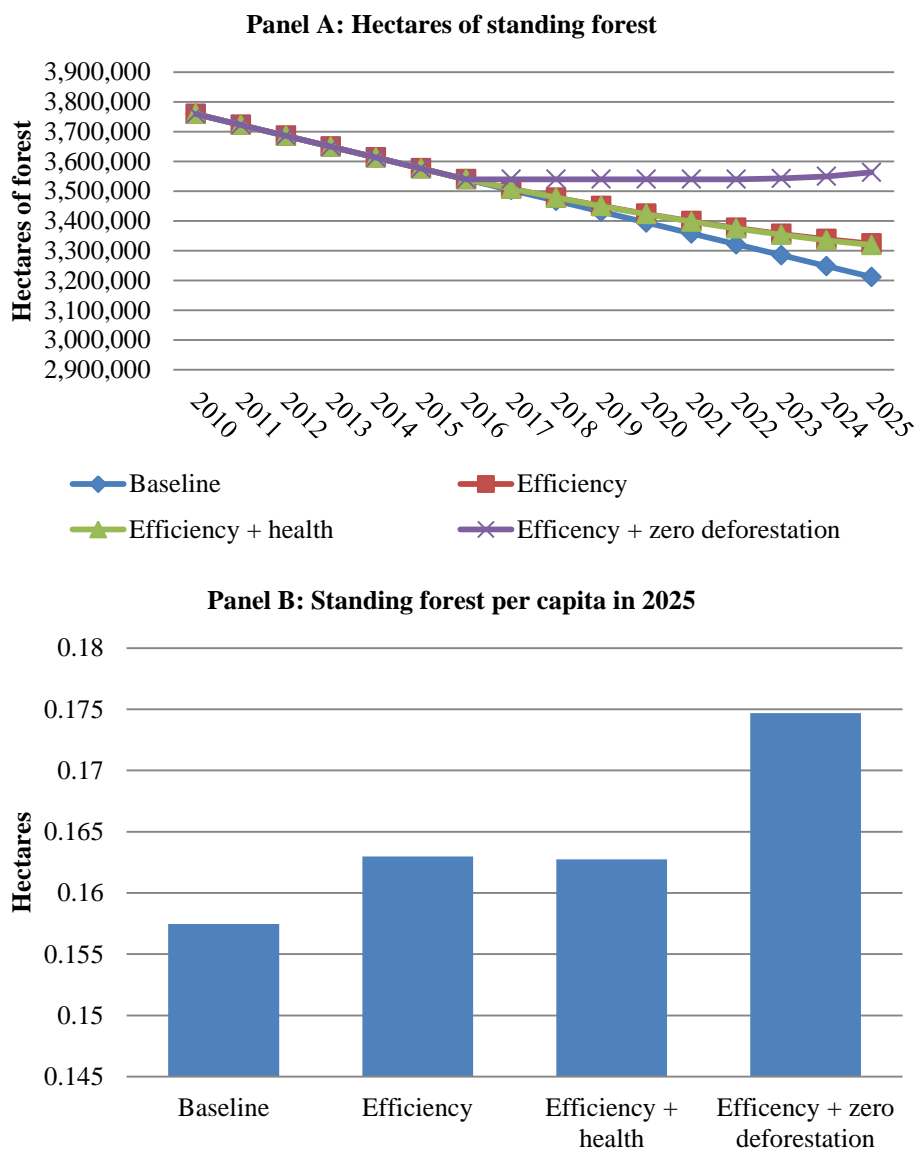 Panel A: Hectares of standing forest
3,900,000
3,800,000
3,700,000
3,600,000
3,500,000
3,400,000
3,300,000
3,200,000
3,100,000
3,000,000
2,900,000
Hectares of forest
2010 2011 2012 2013 2014 2015 2016 2017 2018 2019 2020 2021 2022 2023 2024 2025
Baseline Efficiency
Efficiency + health Efficency + zero deforestation
Panel B: Standing forest per capita in 2025
0.18
0.175
0.17
0.165
0.16
0.155
0.15
0.145
Hectares
Baseline Efficiency Efficiency + Efficency + zero
health deforestation